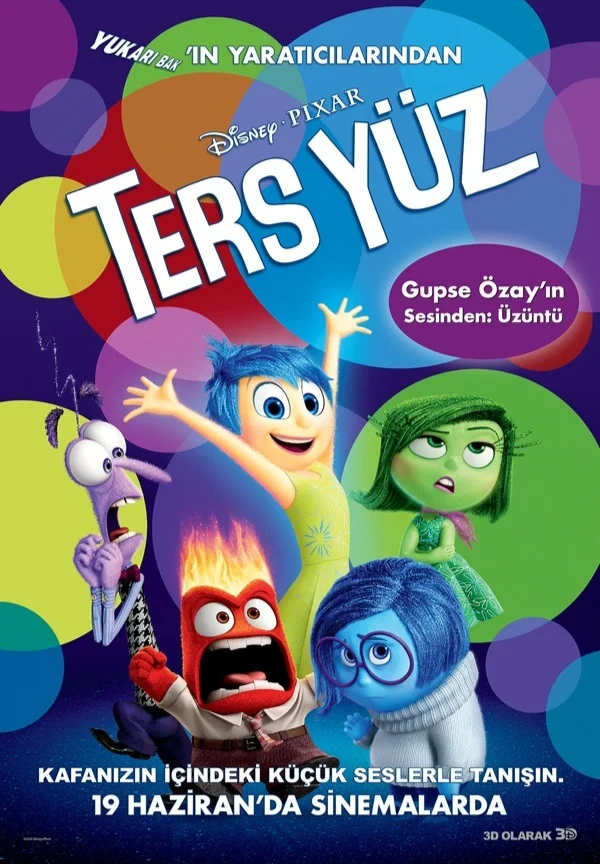 YUKARI BAK'IN YARATICILARINDAN
DISNEY · PIXAR
TERS YÜZ
Gupse Özay'ın
Sesinden: Üzüntü
KAFANIZIN İÇİNDEKİ KÜÇÜK SESLERLE TANIŞIN.
19 HAZİRAN'DA SİNEMALARDA
3D OLARAK 3D